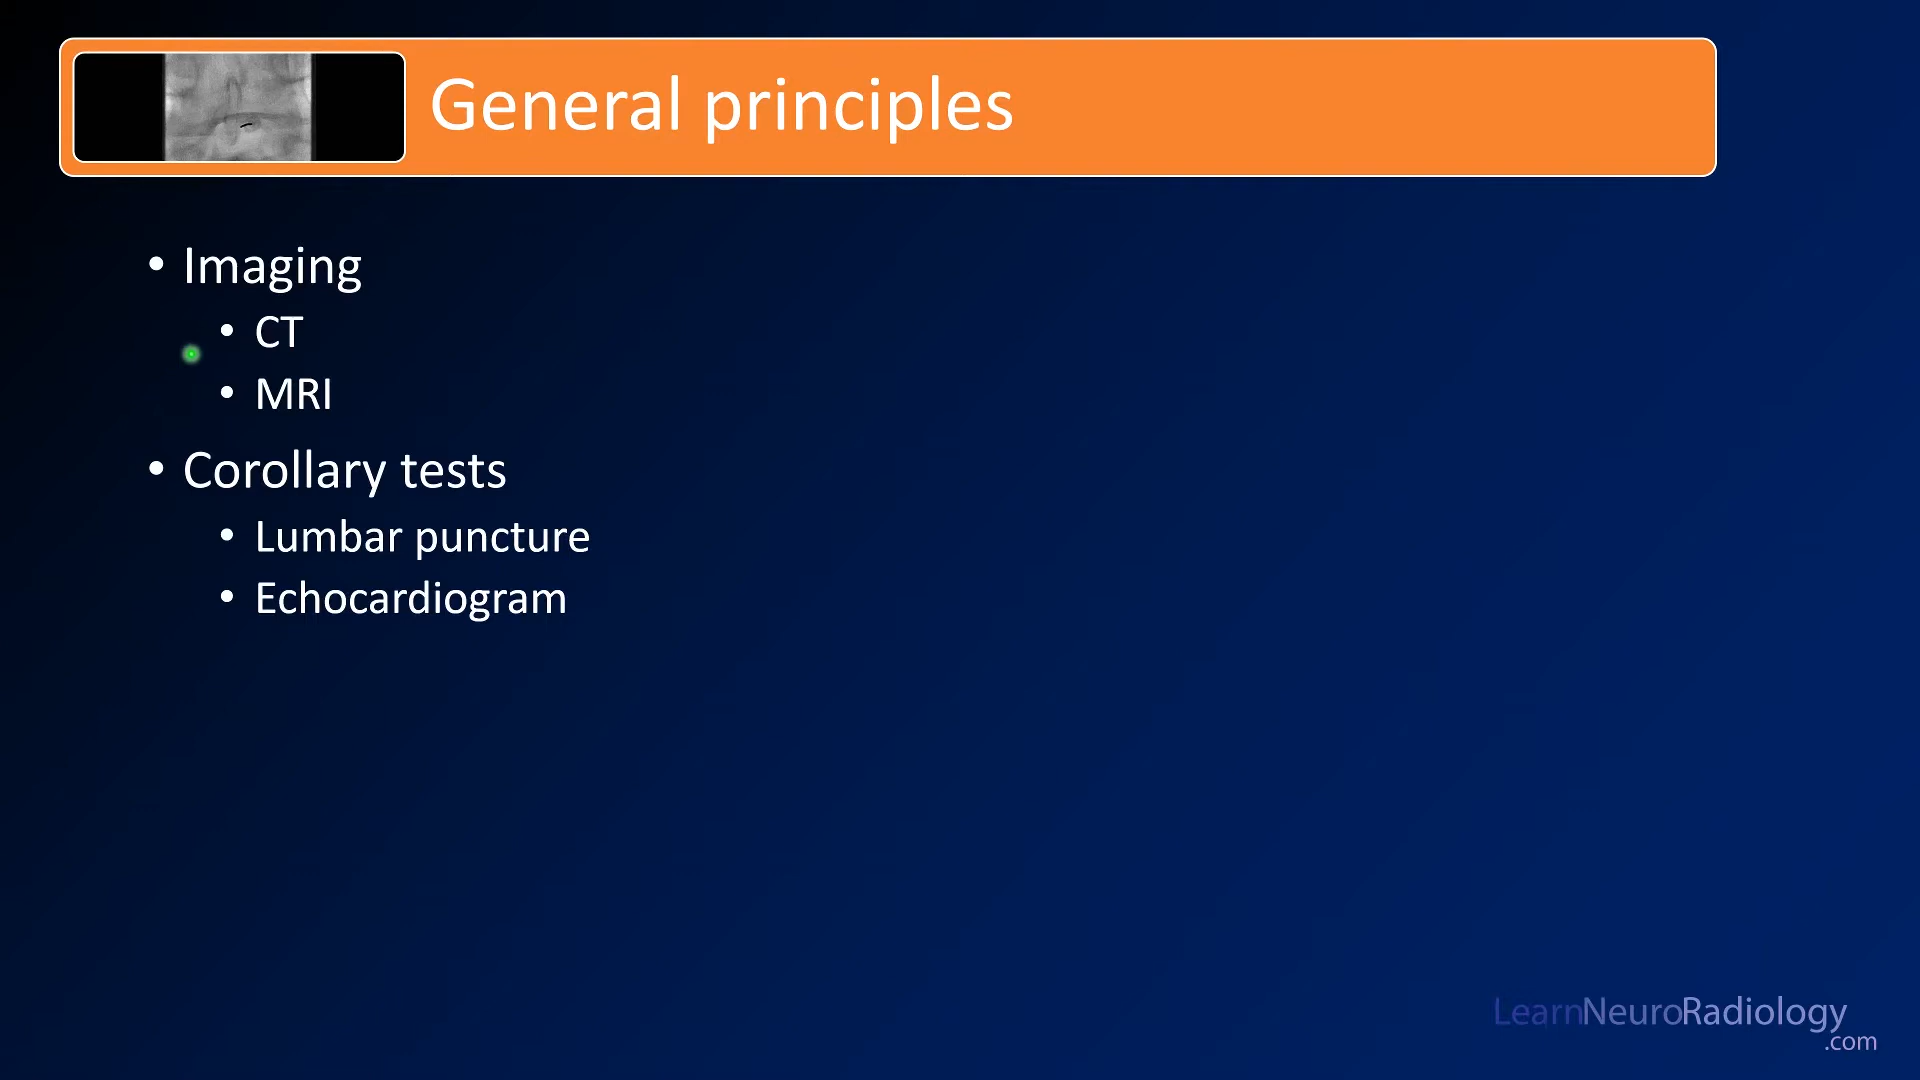 General principles
• Imaging
• CT
• MRI
• Corollary tests
• Lumbar puncture
• Echocardiogram
LearnNeuroRadiology
.com